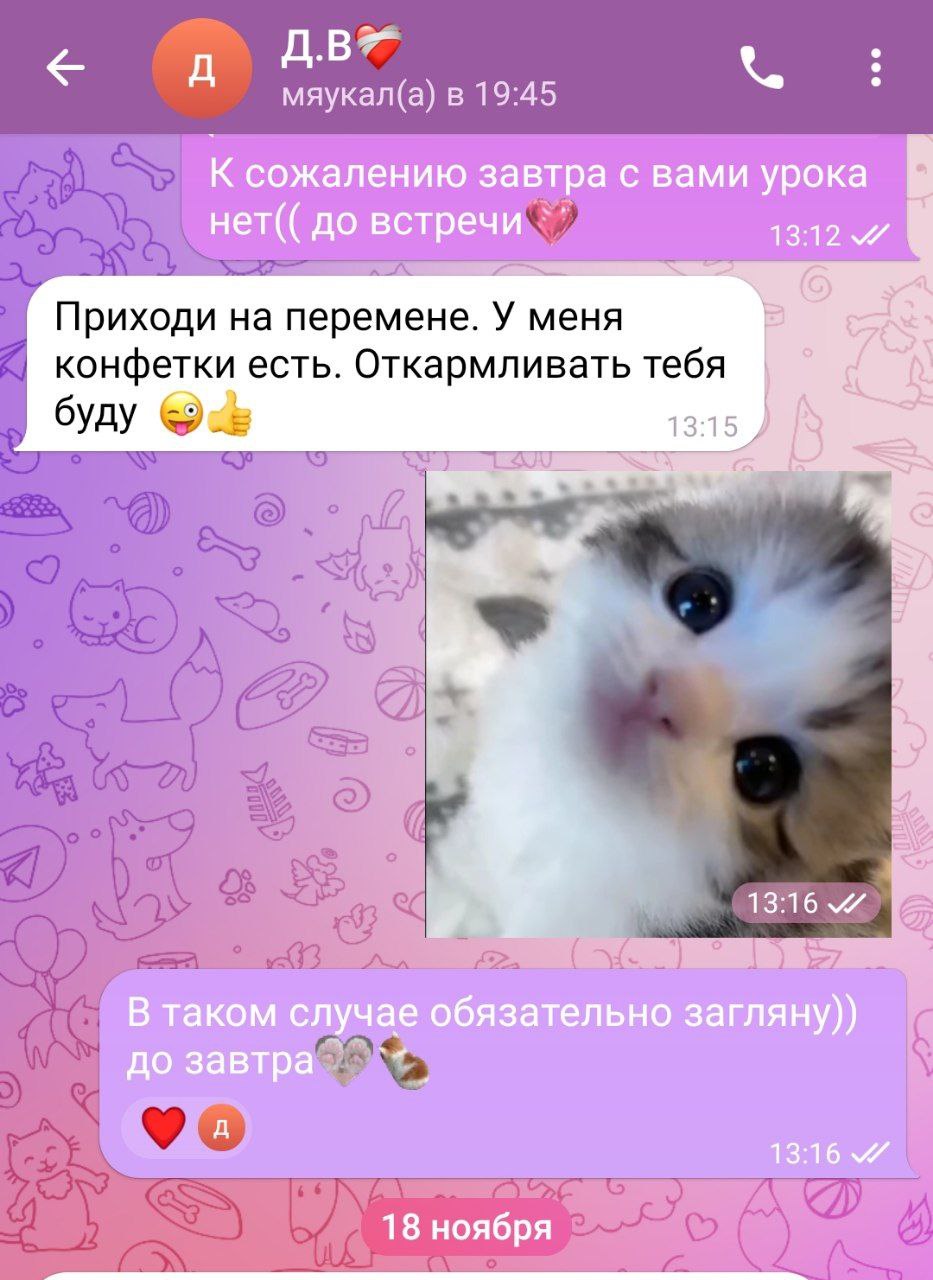 Д
Д.В❤️‍🩹
мяукал(а) в 19:45
К сожалению завтра с вами урока
нет(( до встречи💗
13:12
Приходи на перемене. У меня
конфетки есть. Откармливать тебя
буду 😜👍
13:15
13:16
В таком случае обязательно загляну))
до завтра
❤️ Д
13:16
18 ноября